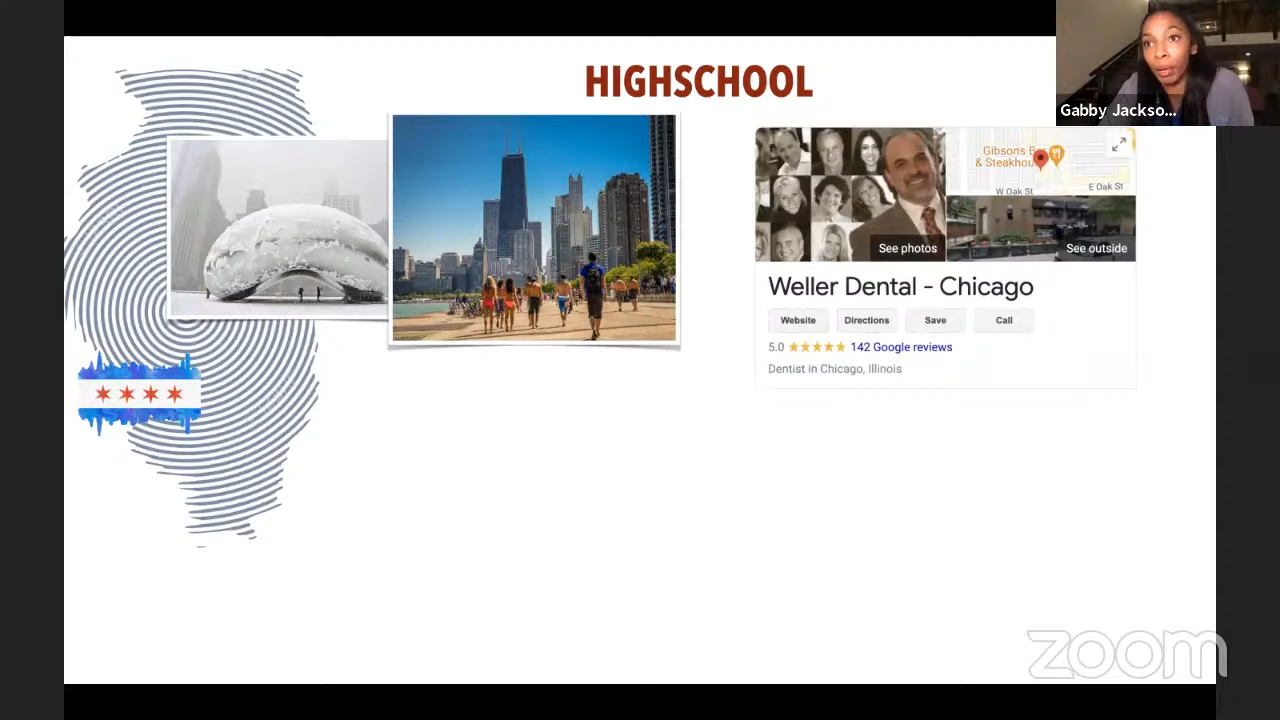 HIGHSCHOOL
Gabby Jackso...
Gibsons Bar
& Steakhou
W Oak St
E Oak St
See photos
See outside
Weller Dental - Chicago
Website
Directions
Save
Call
5.0
142 Google reviews
Dentist in Chicago, Illinois
zoom